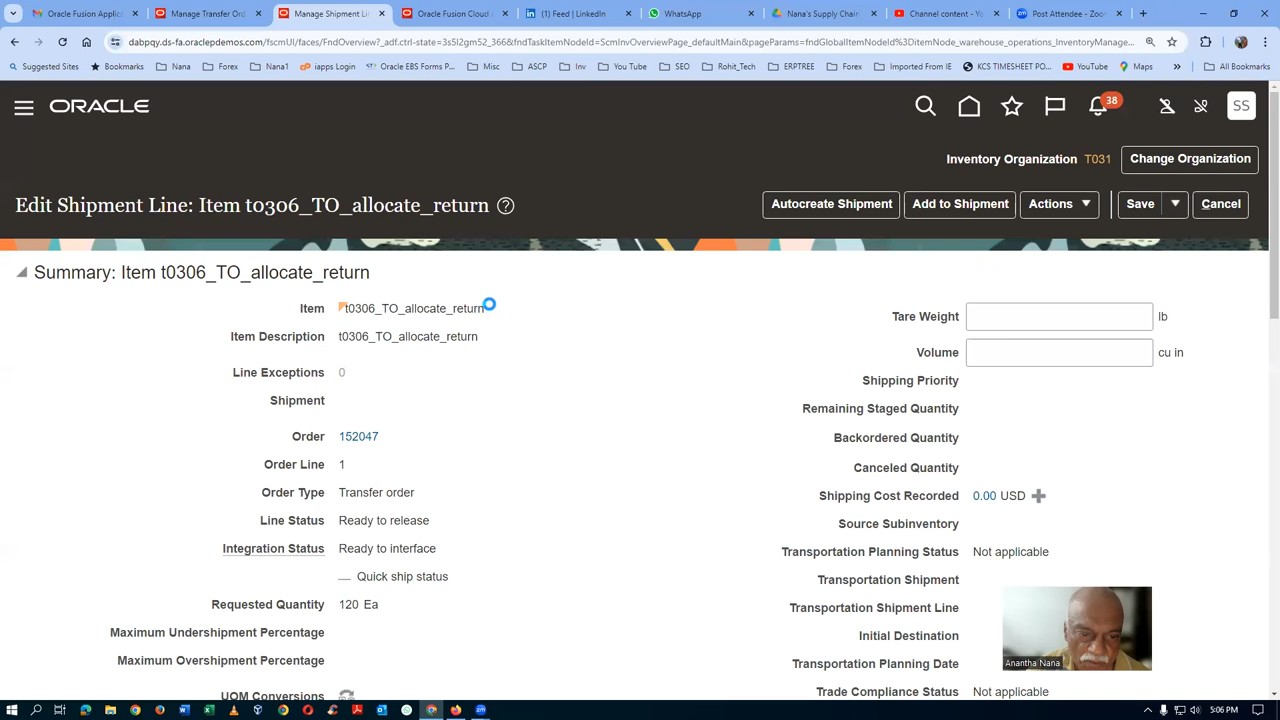 Oracle Fusion Applic
Manage Transfer Ord
Manage Shipment Li
Oracle Fusion Cloud
(1) Feed | LinkedIn
WhatsApp
Nana's Supply Chain
Channel content - Yo
Post Attendee - Zoo
dabpqy.ds-fa.oraclepdemos.com/fscmUI/faces/FndOverview?_adf.ctrl-state=3s5l2gm52_366&fndTaskItemNodeId=ScmInvOverviewPage_defaultMain&pageParams=fndGlobalItemNodeId%3DitemNode_warehouse_operations_InventoryManage...
Suggested Sites
Bookmarks
Nana
Forex
Nana1
iapps Login
Oracle EBS Forms P...
Misc
ASCP
Inv
You Tube
SEO
Rohit_Tech
ERPTREE
Forex
Imported From IE
KCS TIMESHEET PO...
YouTube
Maps
All Bookmarks
ORACLE
38
SS
Inventory Organization T031 Change Organization
Edit Shipment Line: Item t0306_TO_allocate_return
Autocreate Shipment
Add to Shipment
Actions
Save
Cancel
Summary: Item t0306_TO_allocate_return
Item t0306_TO_allocate_return
Item Description t0306_TO_allocate_return
Line Exceptions 0
Shipment
Order 152047
Order Line 1
Order Type Transfer order
Line Status Ready to release
Integration Status Ready to interface
Quick ship status
Requested Quantity 120 Ea
Maximum Undershipment Percentage
Maximum Overshipment Percentage
UOM Conversions
Tare Weight lb
Volume cu in
Shipping Priority
Remaining Staged Quantity
Backordered Quantity
Canceled Quantity
Shipping Cost Recorded 0.00 USD
Source Subinventory
Transportation Planning Status Not applicable
Transportation Shipment
Transportation Shipment Line
Initial Destination
Transportation Planning Date
Trade Compliance Status Not applicable
Anantha Nana
5:06 PM